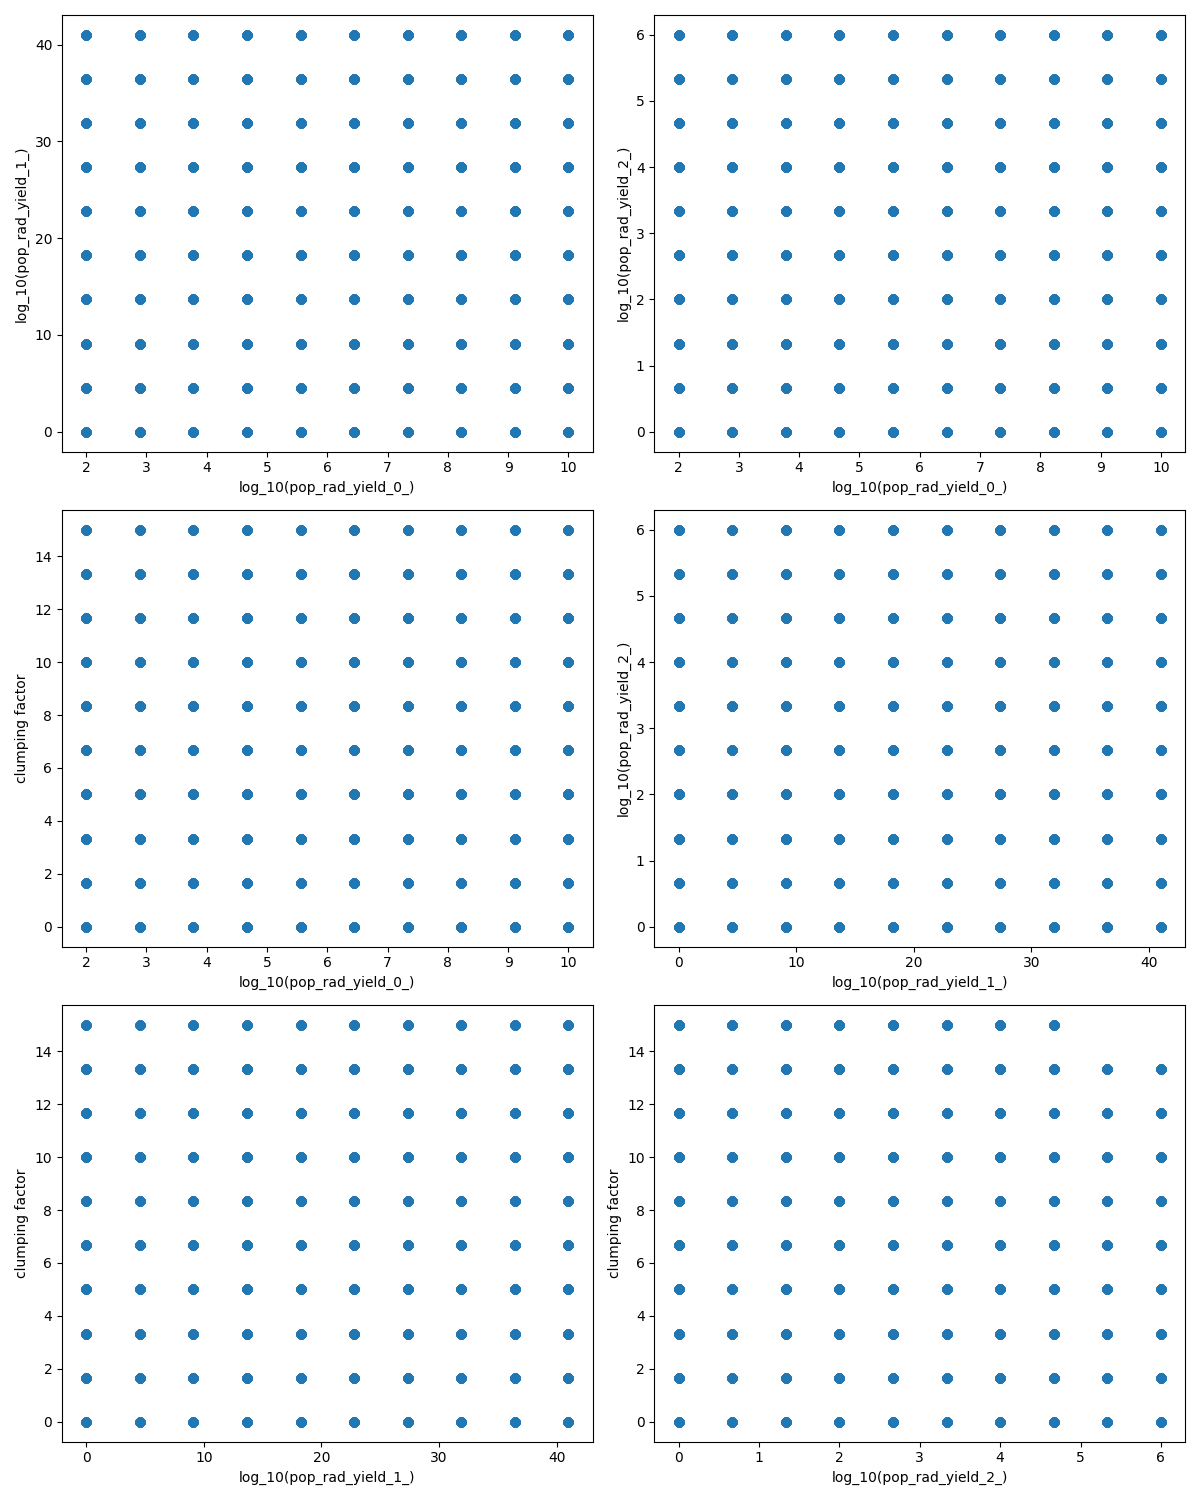 40
30
20
10
0
log_10(pop_rad_yield_1_)
2 3 4 5 6 7 8 9 10
log_10(pop_rad_yield_0_)
6
5
4
3
2
1
0
log_10(pop_rad_yield_2_)
2 3 4 5 6 7 8 9 10
log_10(pop_rad_yield_0_)
14
12
10
8
6
4
2
0
clumping factor
2 3 4 5 6 7 8 9 10
log_10(pop_rad_yield_0_)
6
5
4
3
2
1
0
log_10(pop_rad_yield_2_)
0 10 20 30 40
log_10(pop_rad_yield_1_)
14
12
10
8
6
4
2
0
clumping factor
0 10 20 30 40
log_10(pop_rad_yield_1_)
14
12
10
8
6
4
2
0
clumping factor
0 1 2 3 4 5 6
log_10(pop_rad_yield_2_)